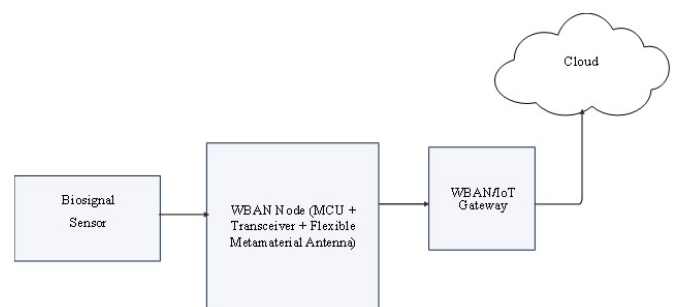 Cloud
Biosignal
Sensor
WBAN Node (MCU +
Transceiver + Flexible
Metamaterial Antenna)
WBAN/IoT
Gateway